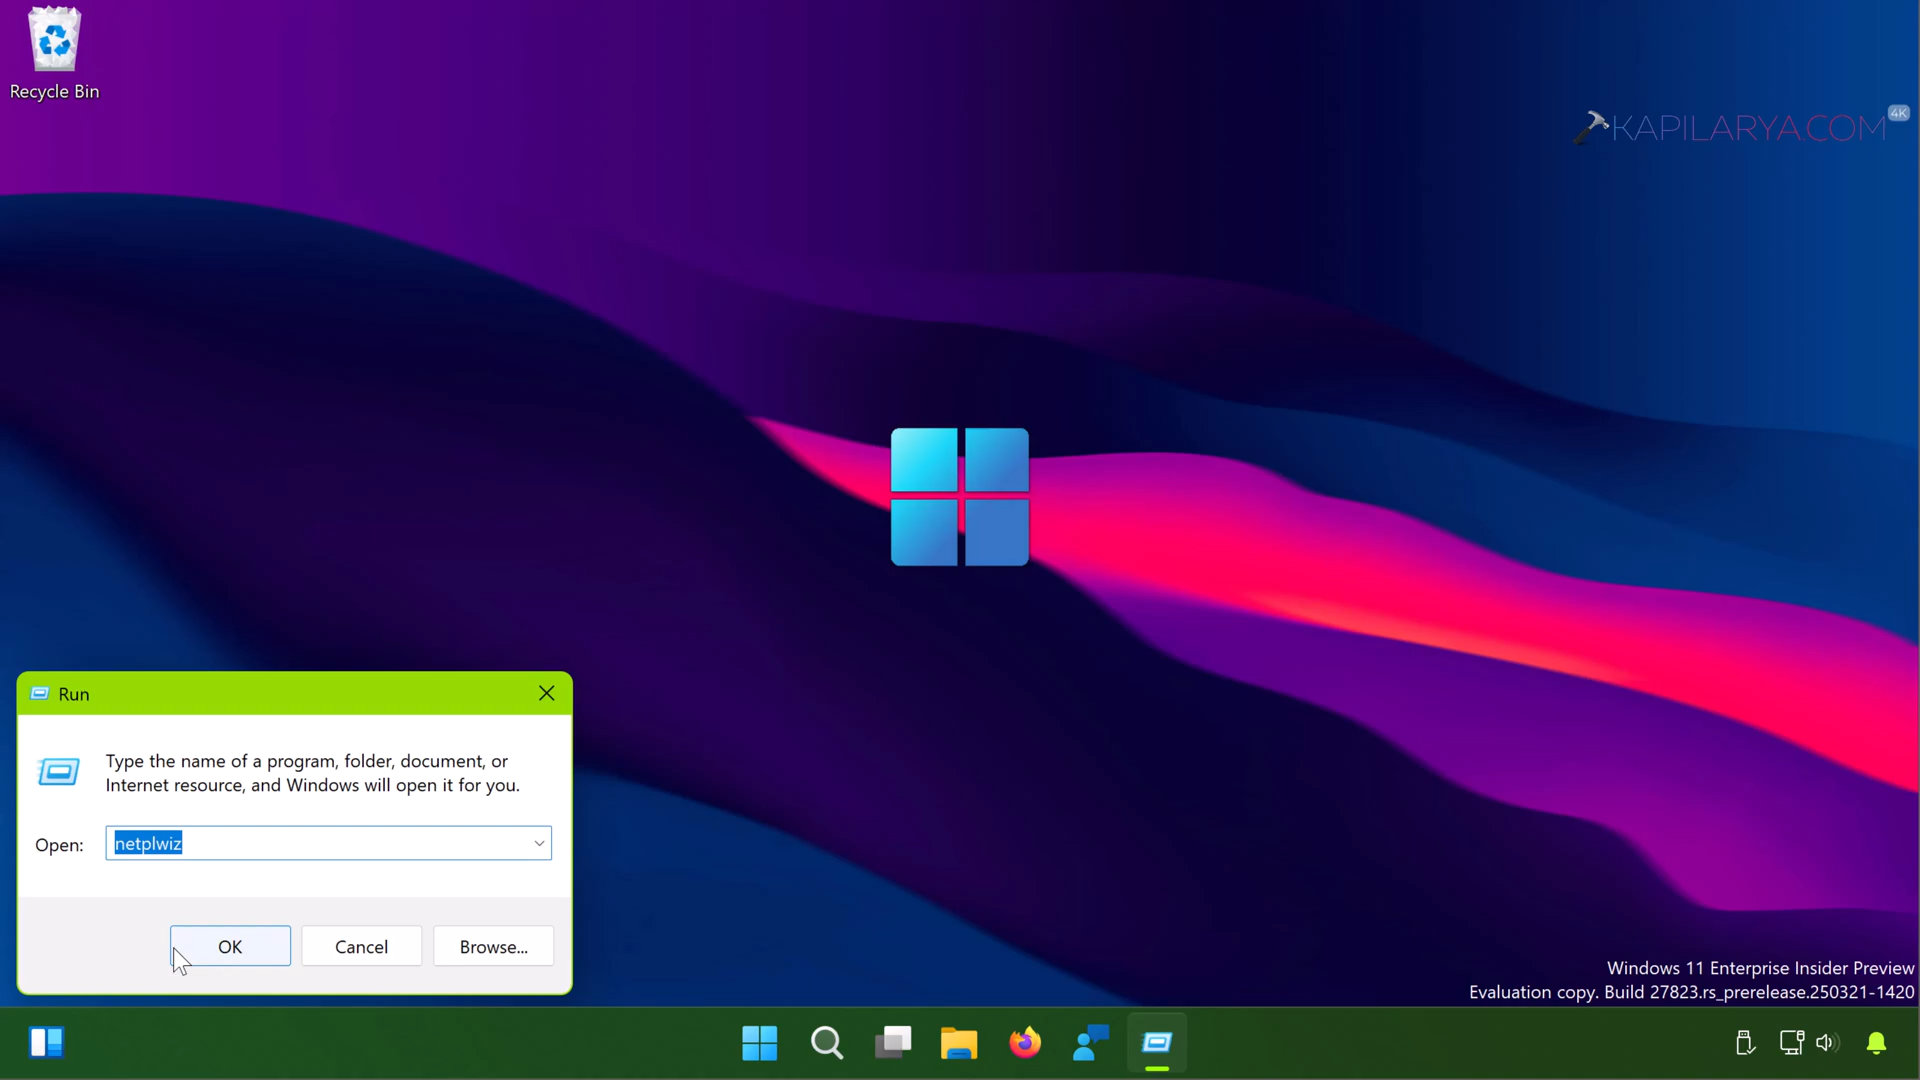 Recycle Bin
KAPILARYA.COM
4K
Run
Type the name of a program, folder, document, or
Internet resource, and Windows will open it for you.
Open:
netplwiz
OK
Cancel
Browse...
Windows 11 Enterprise Insider Preview
Evaluation copy. Build 27823.rs_prerelease.250321-1420